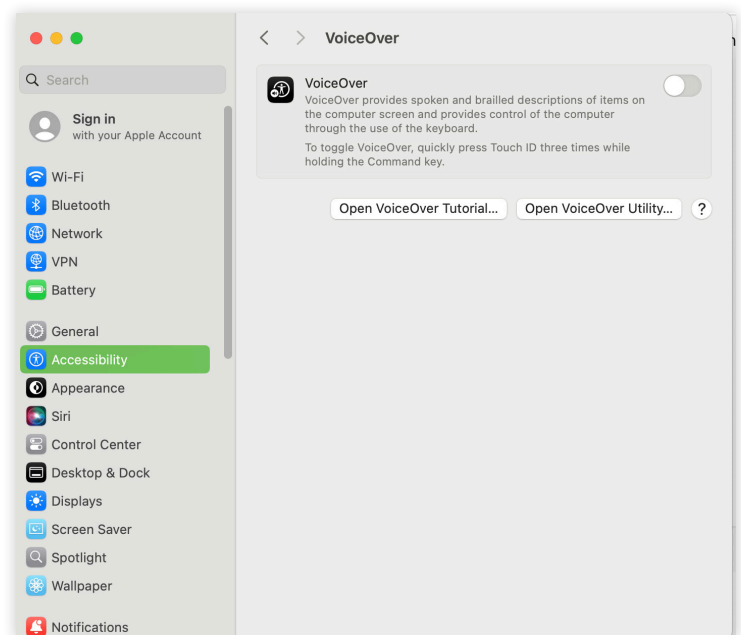 VoiceOver
Search
Sign in
with your Apple Account
Wi-Fi
Bluetooth
Network
VPN
Battery
General
Accessibility
Appearance
Siri
Control Center
Desktop & Dock
Displays
Screen Saver
Spotlight
Wallpaper
Notifications
VoiceOver
VoiceOver provides spoken and brailled descriptions of items on
the computer screen and provides control of the computer
through the use of the keyboard.
To toggle VoiceOver, quickly press Touch ID three times while
holding the Command key.
Open VoiceOver Tutorial...
Open VoiceOver Utility...
?